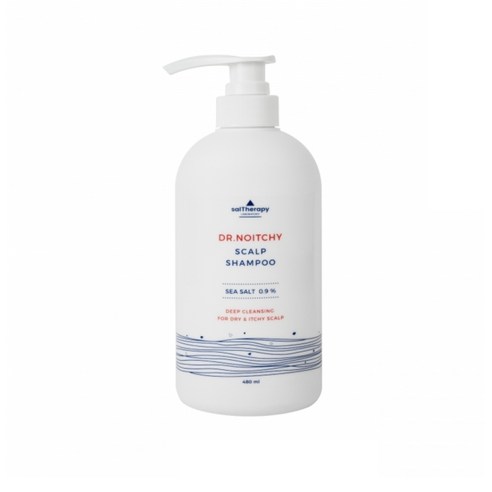 salTherapy
DR.NOITCHY
SCALP
SHAMPOO
SEA SALT 0.9 %
DEEP CLEANSING
FOR DRY & ITCHY SCALP
480 ml